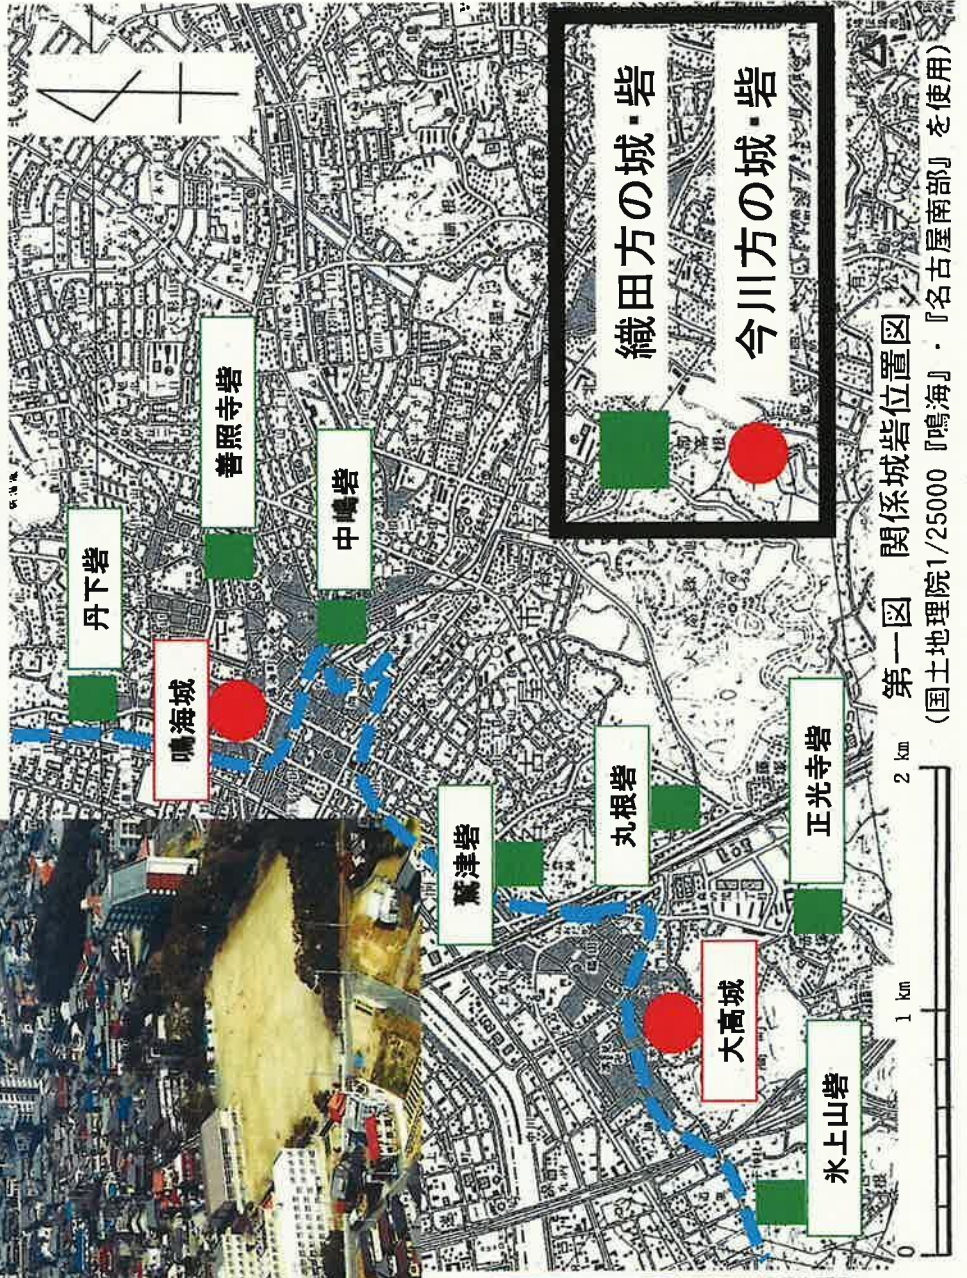 丹下砦
善照寺砦
鳴海城
中嶋砦
鷲津砦
丸根砦
正光寺砦
大高城
氷上山砦
織田方の城・砦
今川方の城・砦
0
1 km
2 km
第一図　関係城砦位置図
(国土地理院1/25000『鳴海』・『名古屋南部』を使用)